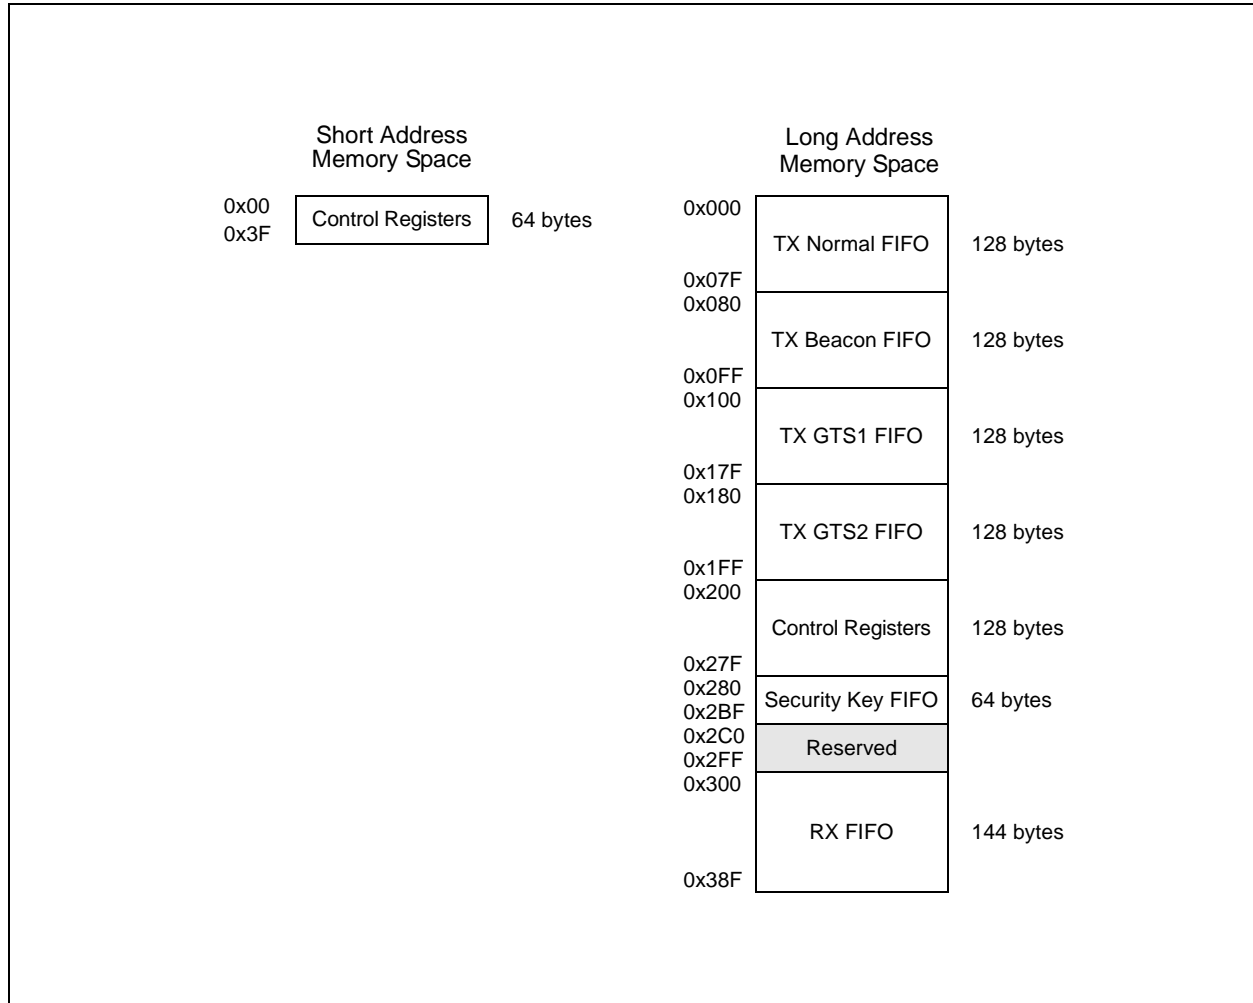 Short Address
Memory Space
0x00
0x3F
Control Registers
64 bytes
Long Address
Memory Space
0x000
TX Normal FIFO
128 bytes
0x07F
0x080
TX Beacon FIFO
128 bytes
0x0FF
0x100
TX GTS1 FIFO
128 bytes
0x17F
0x180
TX GTS2 FIFO
128 bytes
0x1FF
0x200
Control Registers
128 bytes
0x27F
0x280
Security Key FIFO
64 bytes
0x2BF
0x2C0
Reserved
0x2FF
0x300
RX FIFO
144 bytes
0x38F